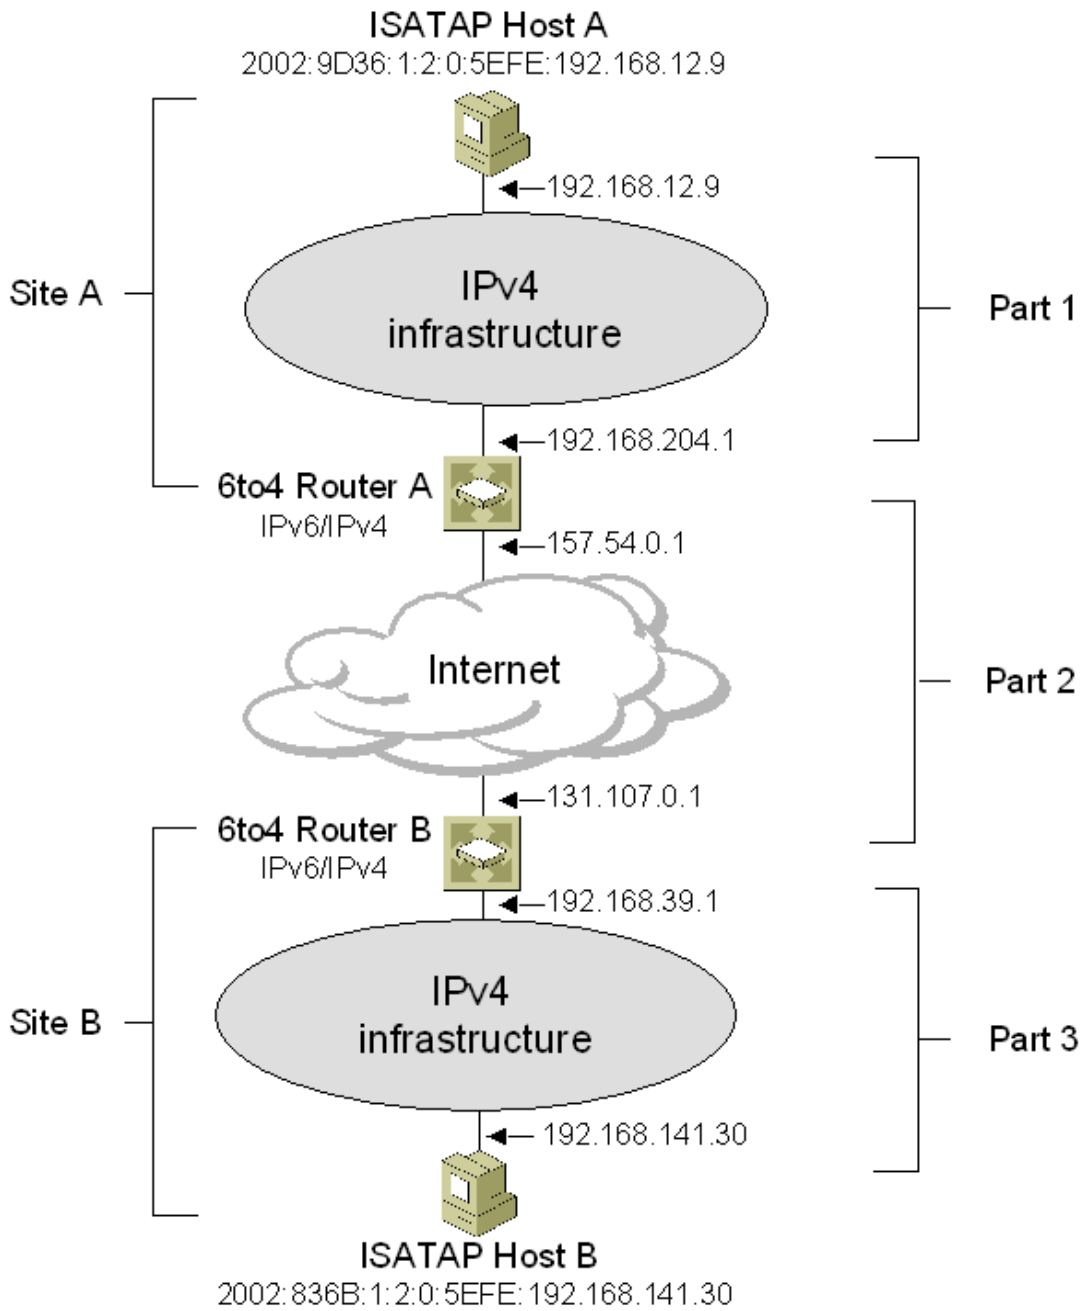 ISATAP Host A
2002:9D36:1:2:0:5EFE:192.168.12.9
192.168.12.9
Site A
IPv4
infrastructure
Part 1
192.168.204.1
6to4 Router A
IPv6/IPv4
157.54.0.1
Internet
Part 2
131.107.0.1
6to4 Router B
IPv6/IPv4
192.168.39.1
Site B
IPv4
infrastructure
Part 3
192.168.141.30
ISATAP Host B
2002:836B:1:2:0:5EFE:192.168.141.30